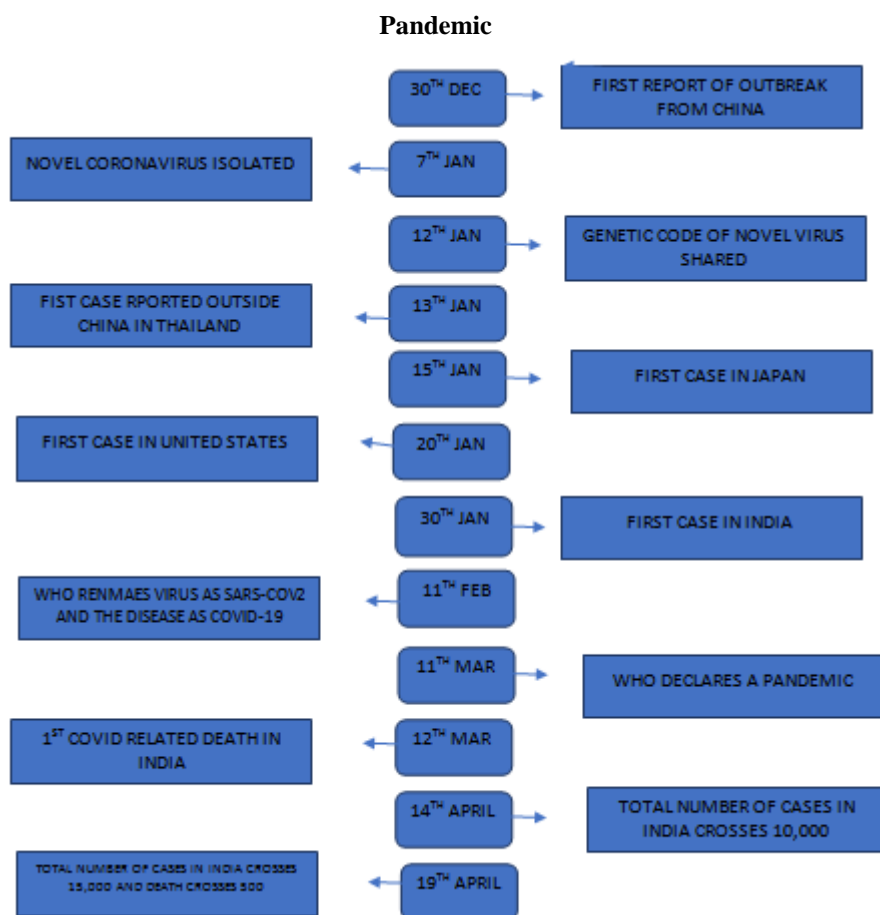 Pandemic
30TH DEC
FIRST REPORT OF OUTBREAK
FROM CHINA
NOVEL CORONAVIRUS ISOLATED
7TH JAN
12TH JAN
GENETIC CODE OF NOVEL VIRUS
SHARED
FIST CASE RPORTED OUTSIDE
CHINA IN THAILAND
13TH JAN
15TH JAN
FIRST CASE IN JAPAN
FIRST CASE IN UNITED STATES
20TH JAN
30TH JAN
FIRST CASE IN INDIA
WHO RENMAES VIRUS AS SARS-COV2
AND THE DISEASE AS COVID-19
11TH FEB
11TH MAR
WHO DECLARES A PANDEMIC
1ST COVID RELATED DEATH IN
INDIA
12TH MAR
14TH APRIL
TOTAL NUMBER OF CASES IN
INDIA CROSSES 10,000
TOTAL NUMBER OF CASES IN INDIA CROSSES
15,000 AND DEATH CROSSES 500
19TH APRIL